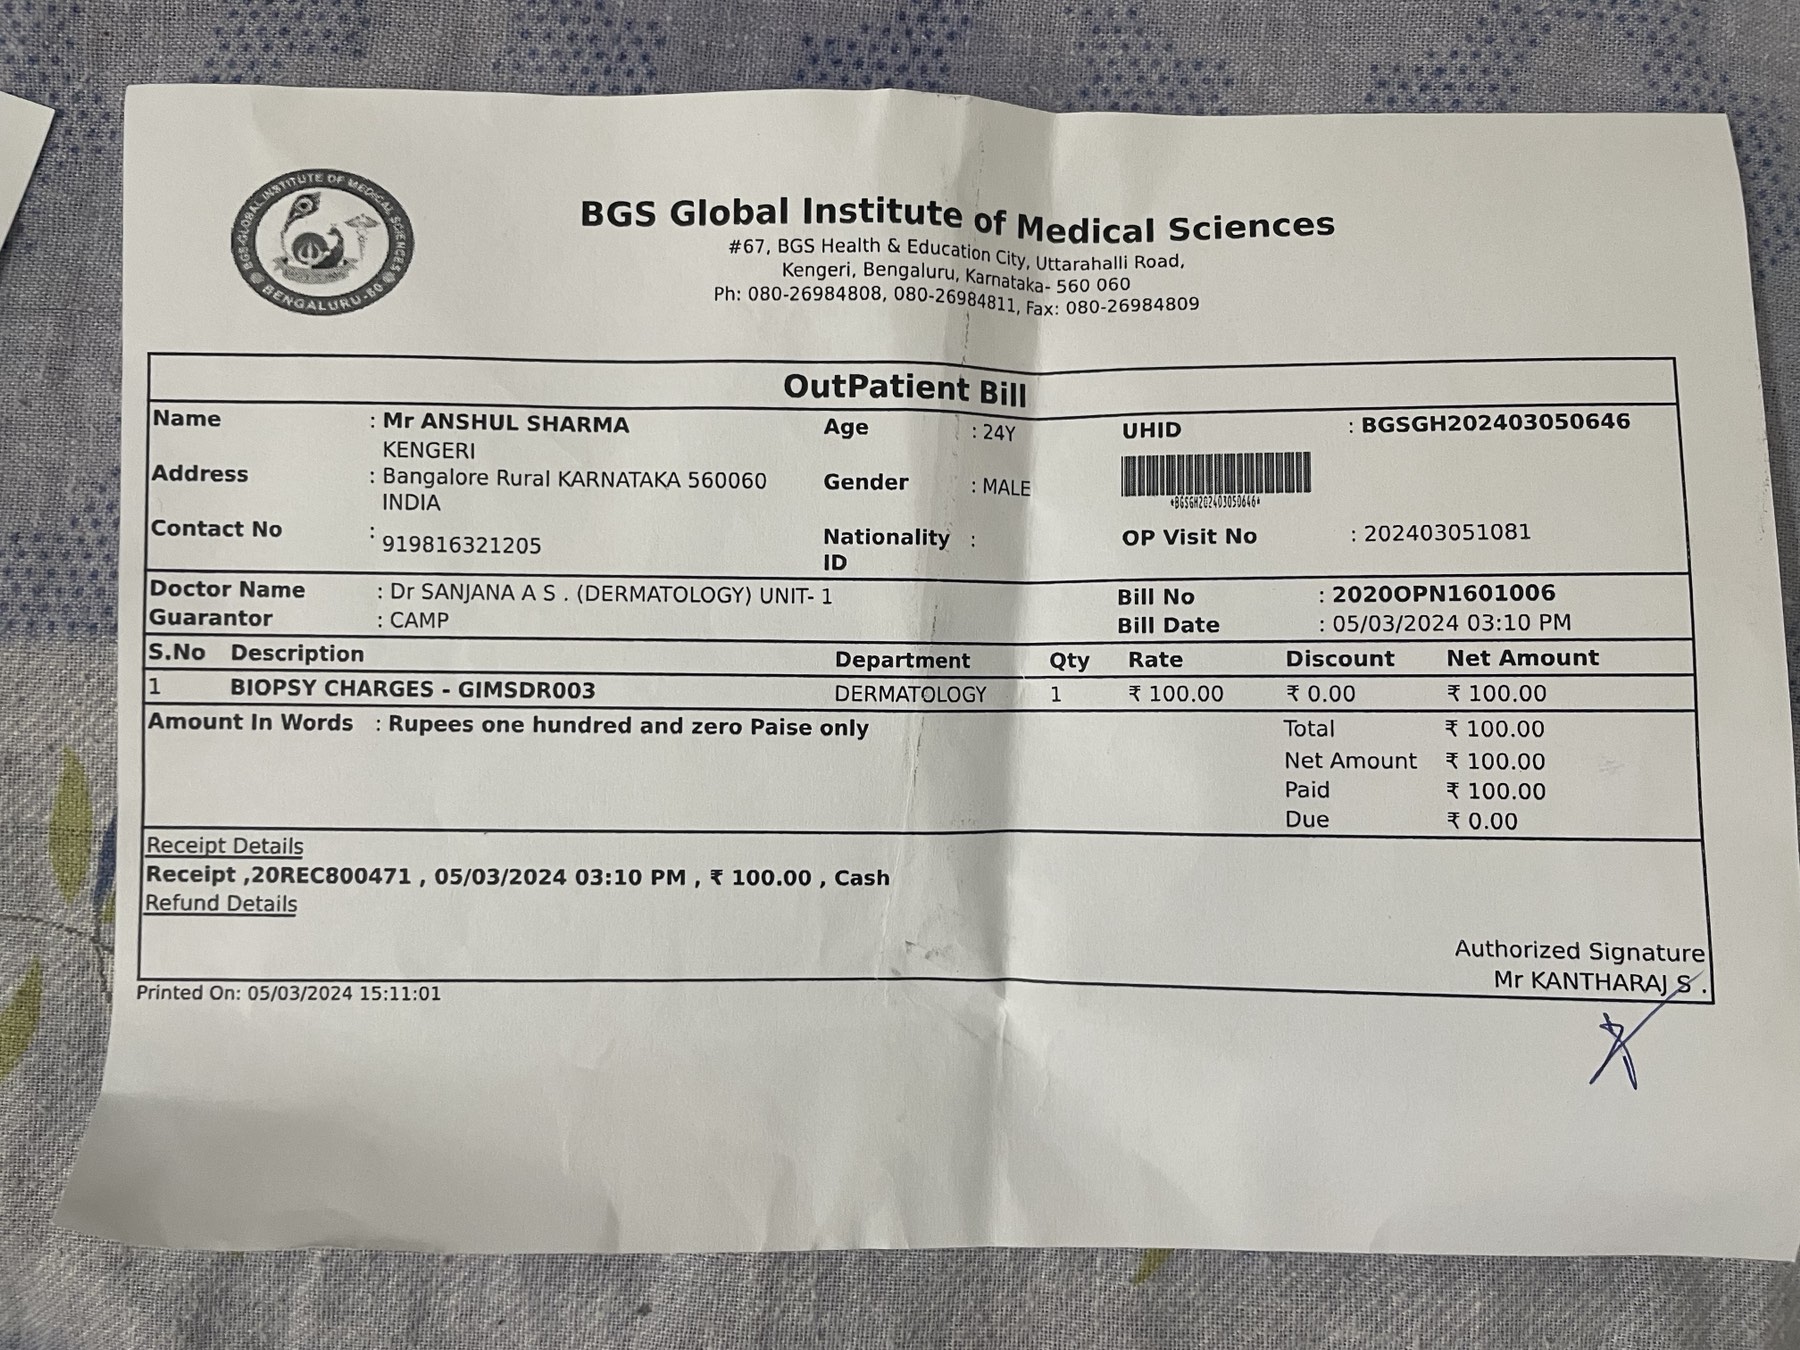 BGS-GLOBAL INSTITUTE OF MEDICAL SCIENCES
BENGALURU-60
BGS Global Institute of Medical Sciences
#67, BGS Health & Education City, Uttarahalli Road,
Kengeri, Bengaluru, Karnataka- 560 060
Ph: 080-26984808, 080-26984811, Fax: 080-26984809
OutPatient Bill
Name : Mr ANSHUL SHARMA Age : 24Y UHID : BGSGH202403050646
KENGERI
Address : Bangalore Rural KARNATAKA 560060 Gender : MALE
INDIA *BGSGH202403050646*
Contact No : 919816321205 Nationality : OP Visit No : 202403051081
ID
Doctor Name : Dr SANJANA A S . (DERMATOLOGY) UNIT- 1 Bill No : 2020OPN1601006
Guarantor : CAMP Bill Date : 05/03/2024 03:10 PM
S.No Description Department Qty Rate Discount Net Amount
1 BIOPSY CHARGES - GIMSDR003 DERMATOLOGY 1 ₹ 100.00 ₹ 0.00 ₹ 100.00
Amount In Words : Rupees one hundred and zero Paise only Total ₹ 100.00
Net Amount ₹ 100.00
Paid ₹ 100.00
Due ₹ 0.00
Receipt Details
Receipt ,20REC800471 , 05/03/2024 03:10 PM , ₹ 100.00 , Cash
Refund Details
Authorized Signature
Mr KANTHARAJ S .
Printed On: 05/03/2024 15:11:01